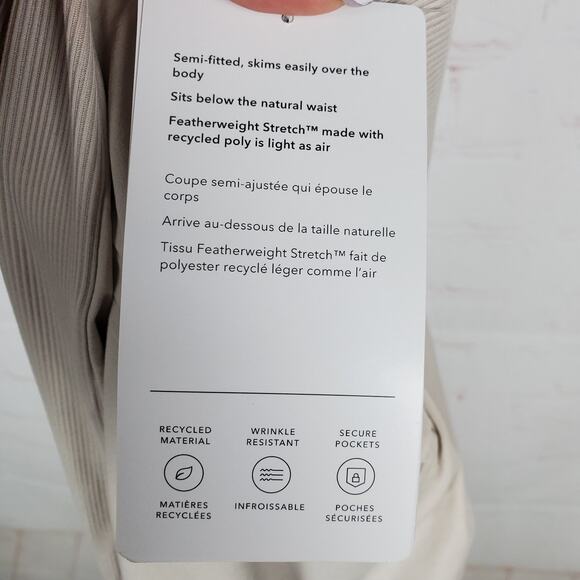 Semi-fitted, skims easily over the
body
Sits below the natural waist
Featherweight Stretch™ made with
recycled poly is light as air
Coupe semi-ajustée qui épouse le
corps
Arrive au-dessous de la taille naturelle
Tissu Featherweight Stretch™ fait de
polyester recyclé léger comme l'air
RECYCLED
MATERIAL
WRINKLE
RESISTANT
SECURE
POCKETS
MATIÈRES
RECYCLÉES
INFROISSABLE
POCHES
SÉCURISÉES